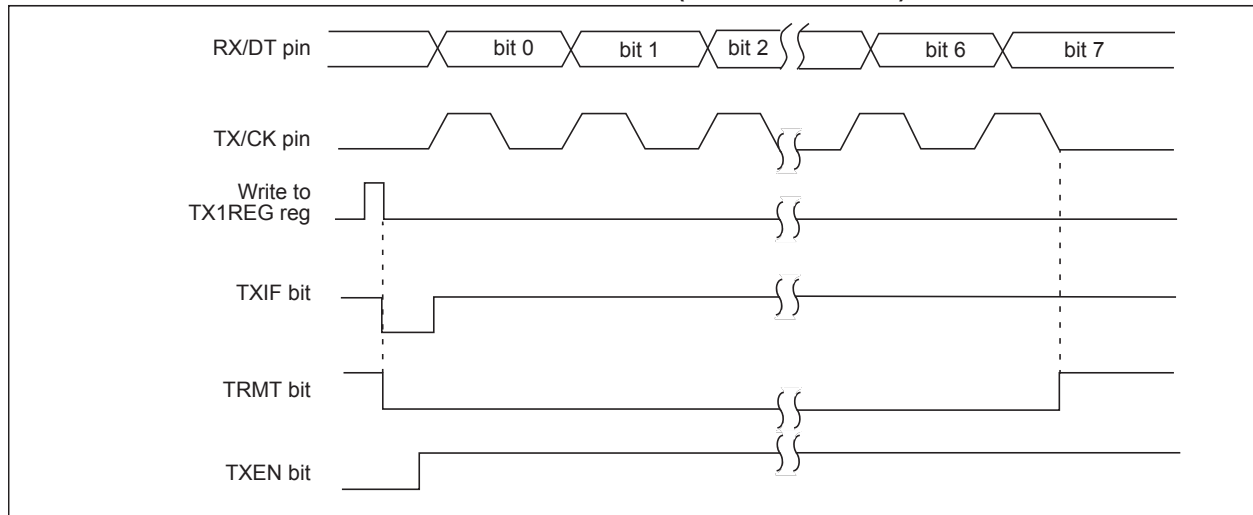 RX/DT pin
bit 0
bit 1
bit 2
bit 6
bit 7
TX/CK pin
Write to
TX1REG reg
TXIF bit
TRMT bit
TXEN bit